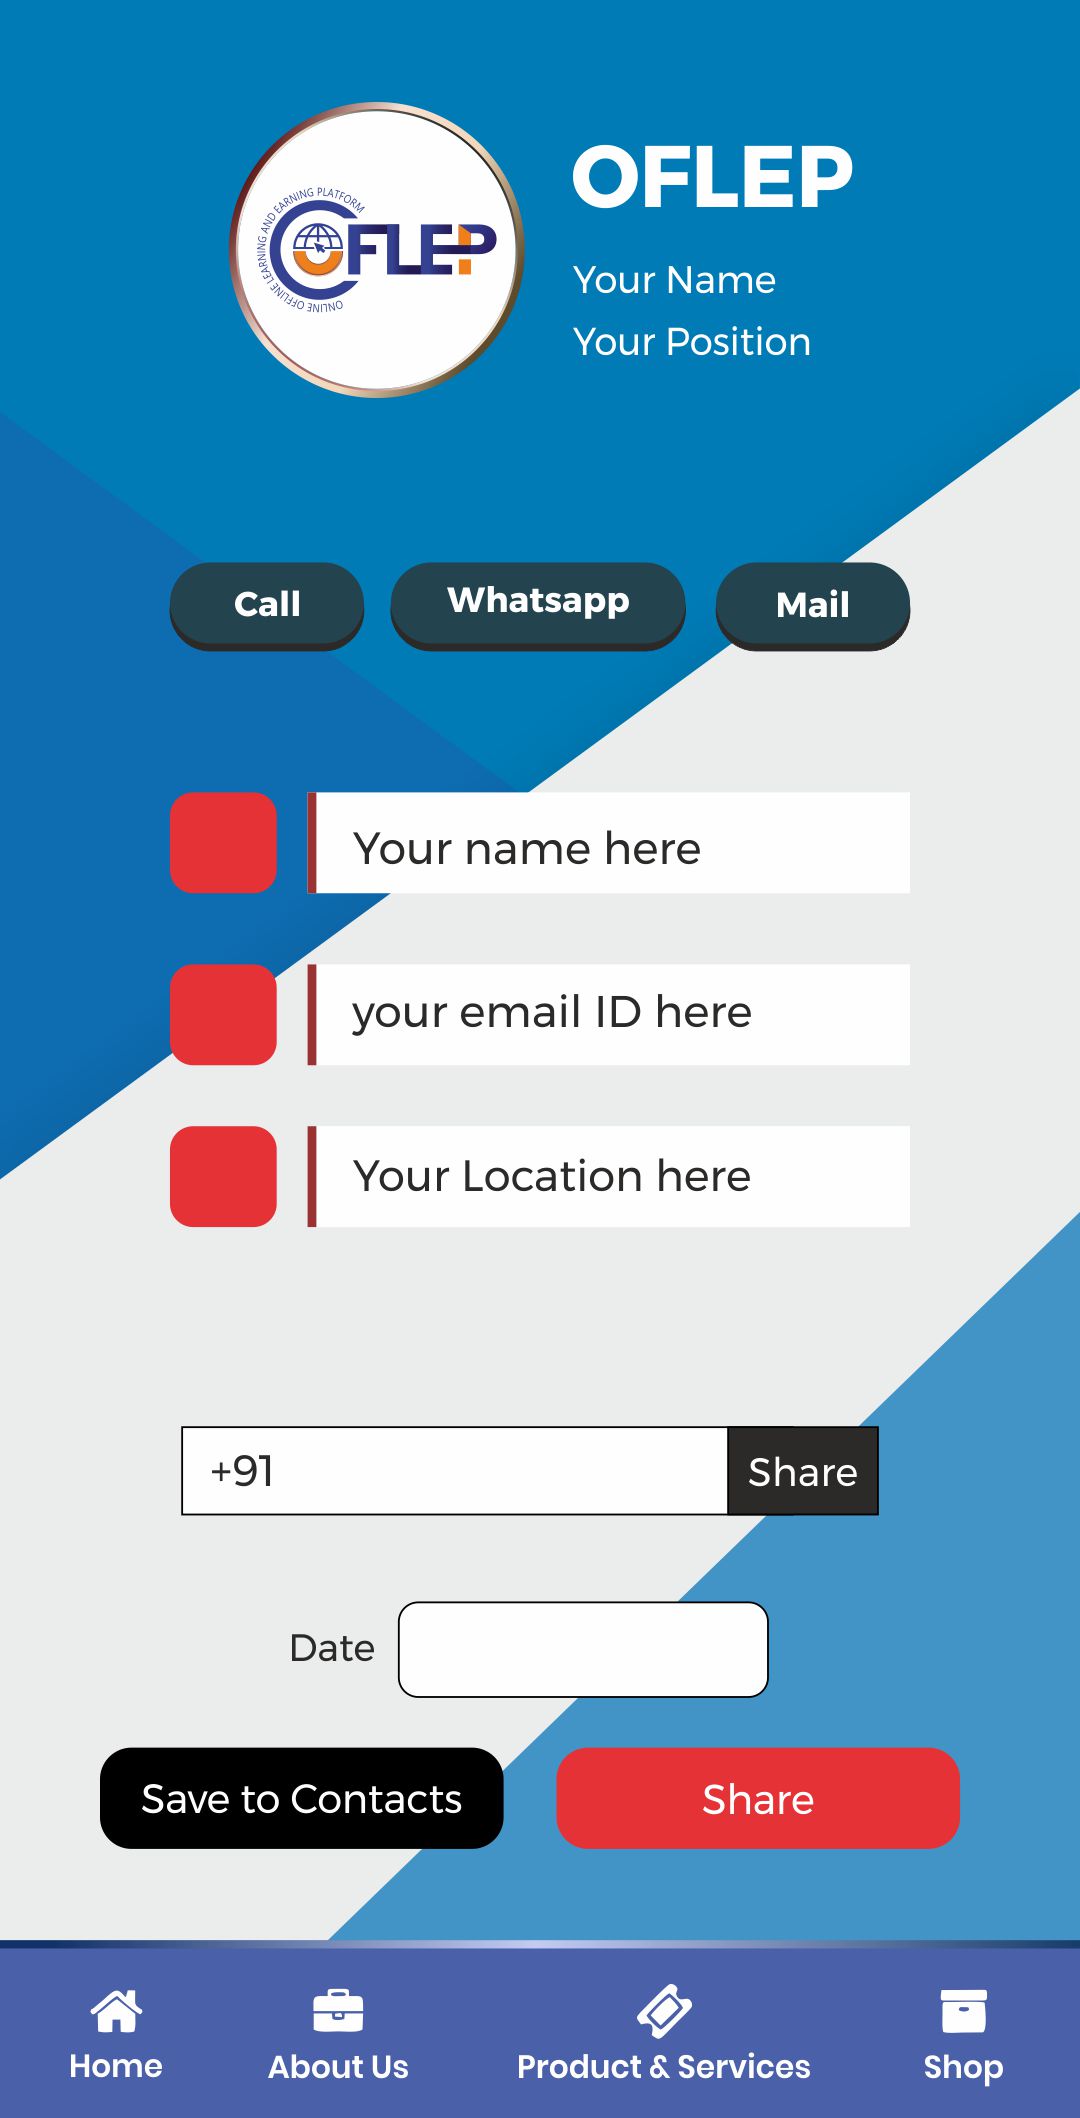 ONLINE OFFLINE LEARNING AND EARNING PLATFORM
OFLEP
OFLEP
Your Name
Your Position
Call
Whatsapp
Mail
Your name here
your email ID here
Your Location here
+91
Share
Date
Save to Contacts
Share
Home
About Us
Product & Services
Shop